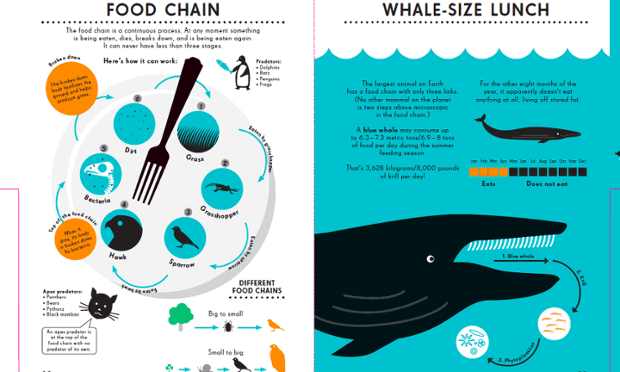 FOOD CHAIN
The food chain is a continuous process. At any moment something
is being eaten, dies, breaks down, and is being eaten again.
It can never have less than three stages.
Here's how it can work:
Predators:
• Dolphins
• Bats
• Penguins
• Frogs
Broken down
The broken down
body fertilizes the
ground and helps
produce grass.
1
Grass
Eaten by grasshopper
2
Grasshopper
Eaten by sparrow
3
Sparrow
Eaten by hawk
4
Hawk
Top of the food chain
When it
dies, its body
is broken down
by bacteria.
5
Bacteria
6
Dirt
Apex predators:
• Panthers
• Bears
• Pythons
• Black mambas
An apex predator is
at the top of the
food chain with no
predator of its own.
DIFFERENT
FOOD CHAINS
Big to small
Small to big
WHALE-SIZE LUNCH
The largest animal on Earth
has a food chain with only three links.
(No other mammal on the planet
is two steps above microscopic
in the food chain.)
A blue whale may consume up
to 6.3–7.3 metric tons/6.9–8 tons
of food per day during the summer
feeding season.
That's 3,628 kilograms/8,000 pounds
of krill per day!
For the other eight months of the
year, it apparently doesn't eat
anything at all, living off stored fat.
Jan Feb Mar Apr May Jun Jul Aug Sep Oct Nov Dec
Eats Does not eat
1. Blue whale
2. Krill
3. Phytoplankton